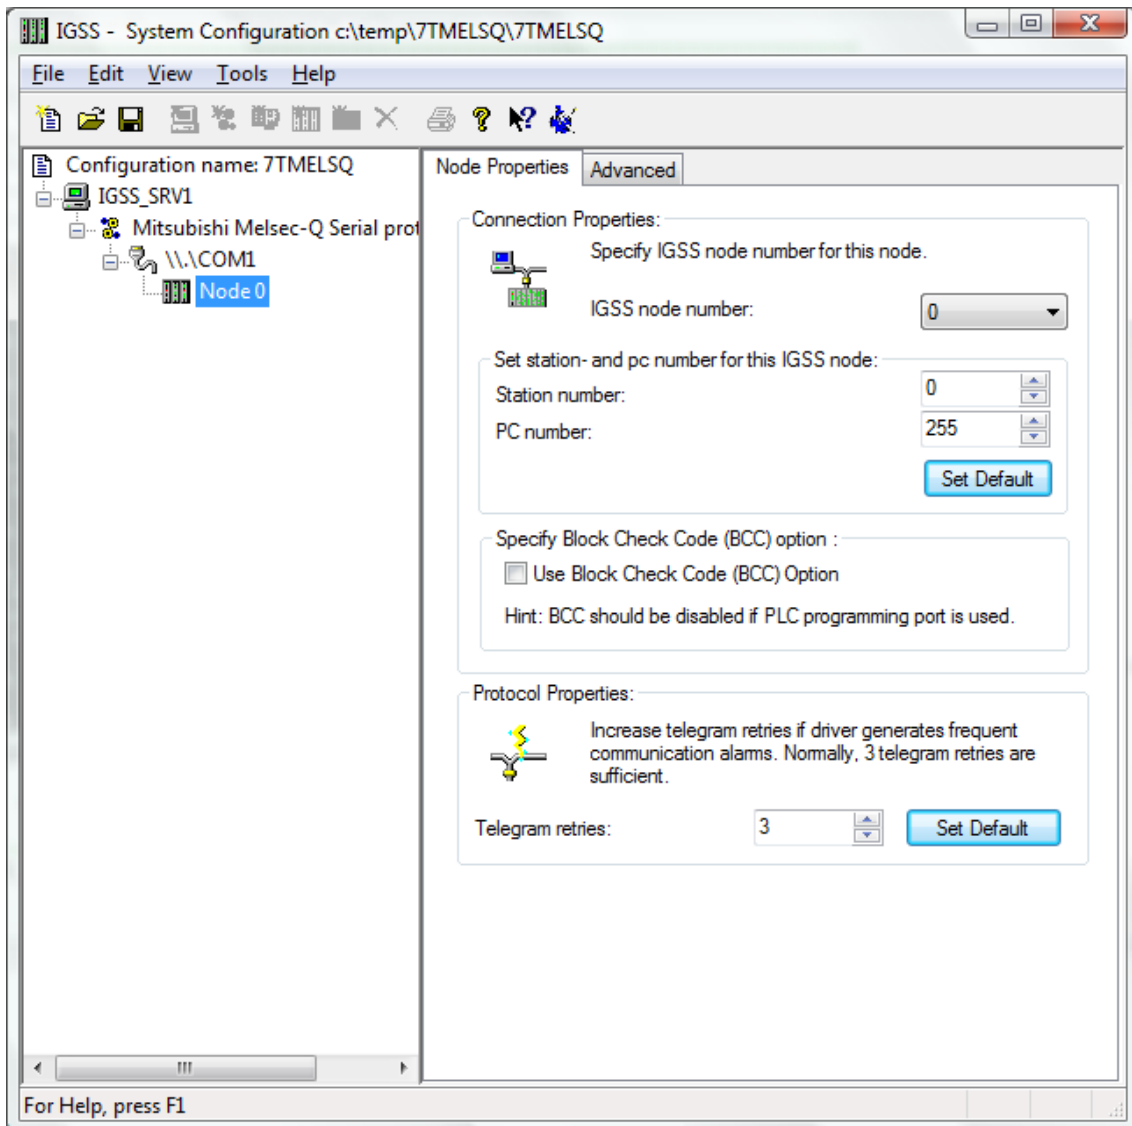 IGSS - System Configuration c:\temp\7TMELSQ\7TMELSQ
File Edit View Tools Help
Configuration name: 7TMELSQ
IGSS_SRV1
Mitsubishi Melsec-Q Serial prot
\\.\COM1
Node 0
Node Properties Advanced
Connection Properties:
Specify IGSS node number for this node.
IGSS node number: 0
Set station- and pc number for this IGSS node:
Station number: 0
PC number: 255
Set Default
Specify Block Check Code (BCC) option :
Use Block Check Code (BCC) Option
Hint: BCC should be disabled if PLC programming port is used.
Protocol Properties:
Increase telegram retries if driver generates frequent
communication alarms. Normally, 3 telegram retries are
sufficient.
Telegram retries: 3 Set Default
For Help, press F1